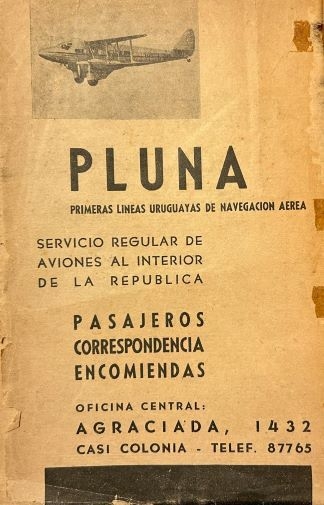 PLUNA
PRIMERAS LINEAS URUGUAYAS DE NAVEGACION AEREA
SERVICIO REGULAR DE
AVIONES AL INTERIOR
DE LA REPUBLICA
PASAJEROS
CORRESPONDENCIA
ENCOMIENDAS
OFICINA CENTRAL:
AGRACIADA, 1432
CASI COLONIA - TELEF. 87765